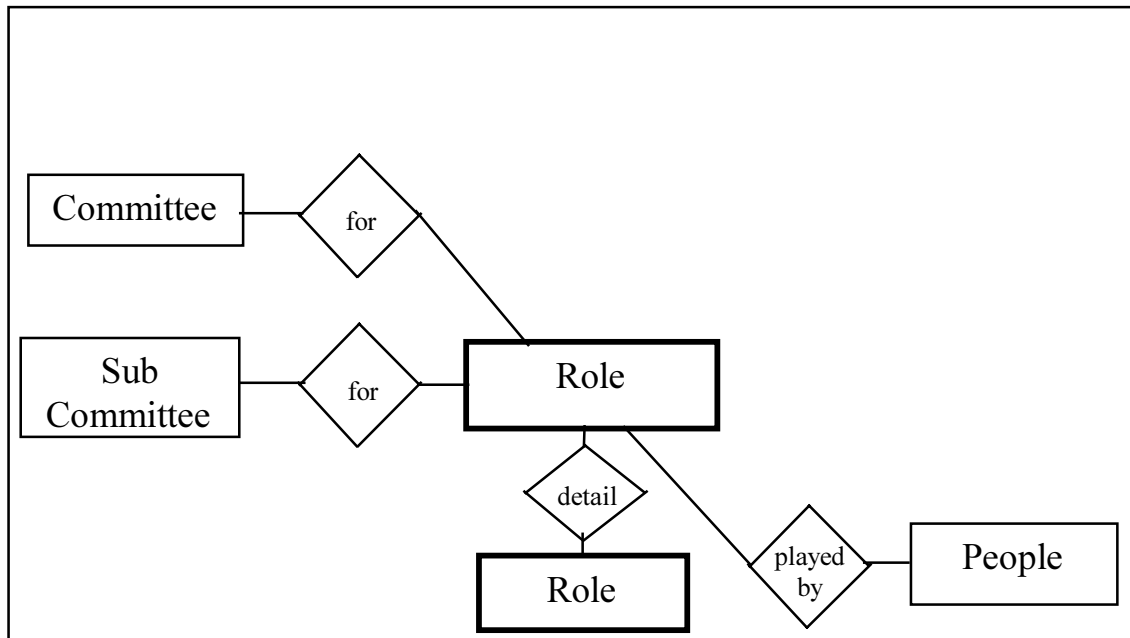 Committee
for
Sub
Committee
for
Role
detail
played
by
People
Role